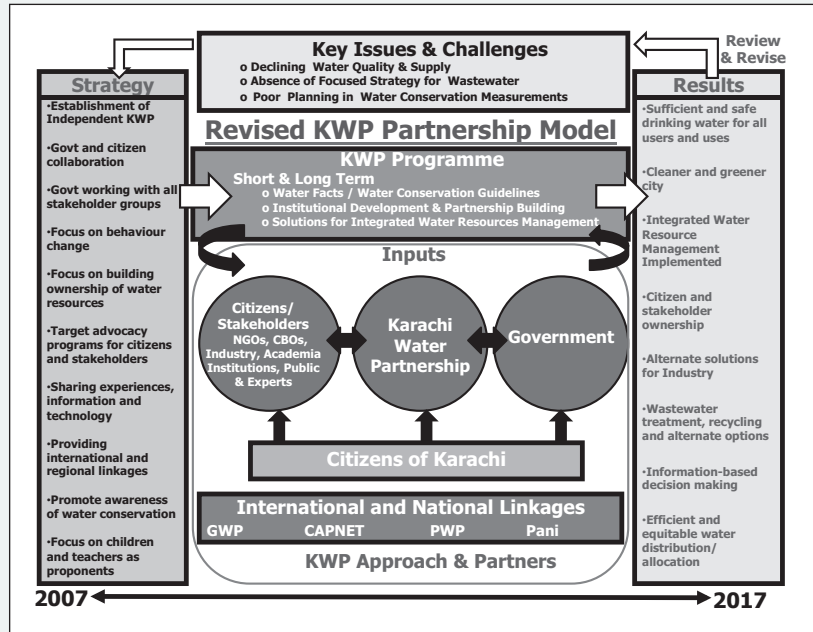 Key Issues & Challenges
o Declining Water Quality & Supply
o Absence of Focused Strategy for Wastewater
o Poor Planning in Water Conservation Measurements
Review
& Revise
Strategy
•Establishment of
Independent KWP
•Govt and citizen
collaboration
•Govt working with all
stakeholder groups
•Focus on behaviour
change
•Focus on building
ownership of water
resources
•Target advocacy
programs for citizens
and stakeholders
•Sharing experiences,
information and
technology
•Providing
international and
regional linkages
•Promote awareness
of water conservation
•Focus on children
and teachers as
proponents
Revised KWP Partnership Model
KWP Programme
Short & Long Term
o Water Facts / Water Conservation Guidelines
o Institutional Development & Partnership Building
o Solutions for Integrated Water Resources Management
Inputs
Citizens/
Stakeholders
NGOs, CBOs,
Industry, Academia
Institutions, Public
& Experts
Karachi
Water
Partnership
Government
Citizens of Karachi
International and National Linkages
GWP CAPNET PWP Pani
KWP Approach & Partners
Results
•Sufficient and safe
drinking water for all
users and uses
•Cleaner and greener
city
•Integrated Water
Resource
Management
Implemented
•Citizen and
stakeholder
ownership
•Alternate solutions
for Industry
•Wastewater
treatment, recycling
and alternate options
•Information-based
decision making
•Efficient and
equitable water
distribution/
allocation
2007
2017